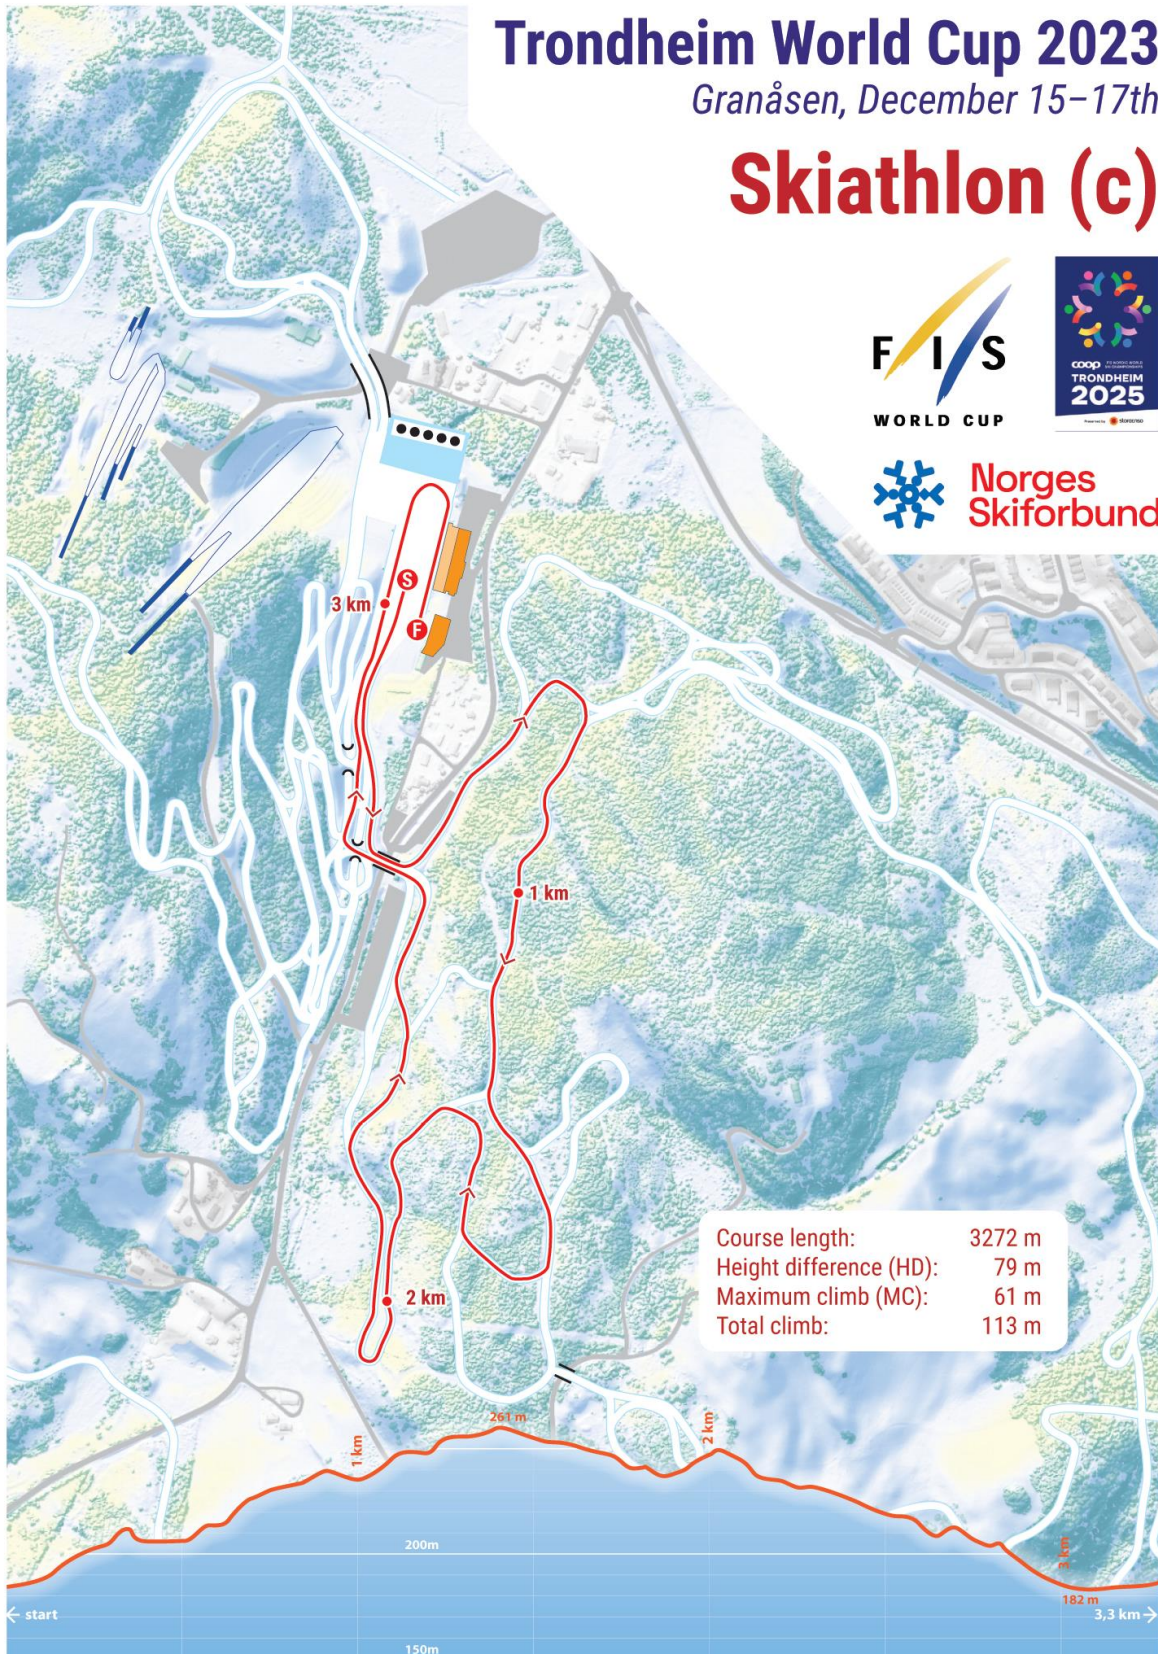 Trondheim World Cup 2023
Granåsen, December 15–17th
Skiathlon (c)
F I S
WORLD CUP
coop
TRONDHEIM
2025
Norges
Skiforbund
S
3 km
F
1 km
2 km
Course length: 3272 m
Height difference (HD): 79 m
Maximum climb (MC): 61 m
Total climb: 113 m
1 km
261 m
2 km
200m
3 km
182 m
← start
3,3 km →
150m